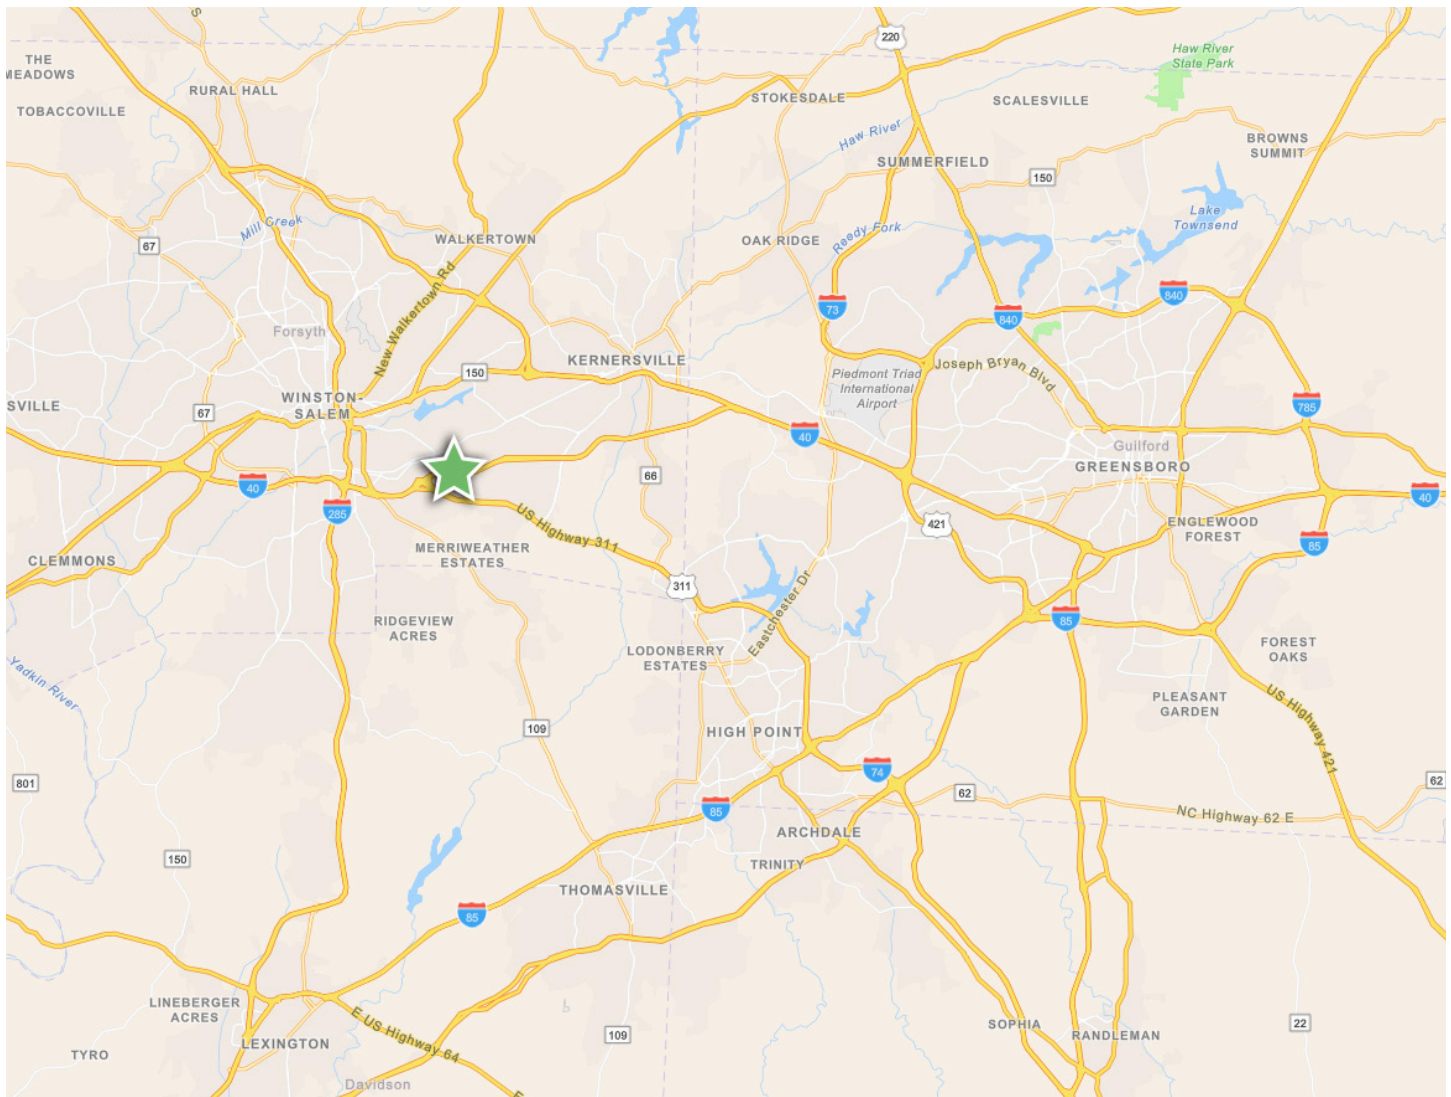 S
220
THE
MEADOWS
Haw River
State Park
RURAL HALL
STOKESDALE
SCALESVILLE
TOBACCOVILLE
Haw River
BROWNS
SUMMIT
SUMMERFIELD
150
Mill Creek
67
WALKERTOWN
OAK RIDGE
Reedy Fork
Lake
Townsend
New Walkertown Rd
73
840
840
Forsyth
KERNERSVILLE
150
Piedmont Triad
International
Airport
Joseph Bryan Blvd
SVILLE
67
WINSTON-
SALEM
785
40
Guilford
GREENSBORO
66
40
285
40
US Highway 311
421
ENGLEWOOD
FOREST
85
CLEMMONS
MERRIWEATHER
ESTATES
311
Eastchester Dr
85
RIDGEVIEW
ACRES
LODONBERRY
ESTATES
FOREST
OAKS
Yadkin River
PLEASANT
GARDEN
US Highway 421
109
HIGH POINT
74
801
62
62
85
NC Highway 62 E
ARCHDALE
150
TRINITY
THOMASVILLE
85
LINEBERGER
ACRES
E US Highway 64
109
SOPHIA
22
LEXINGTON
RANDLEMAN
TYRO
Davidson
E